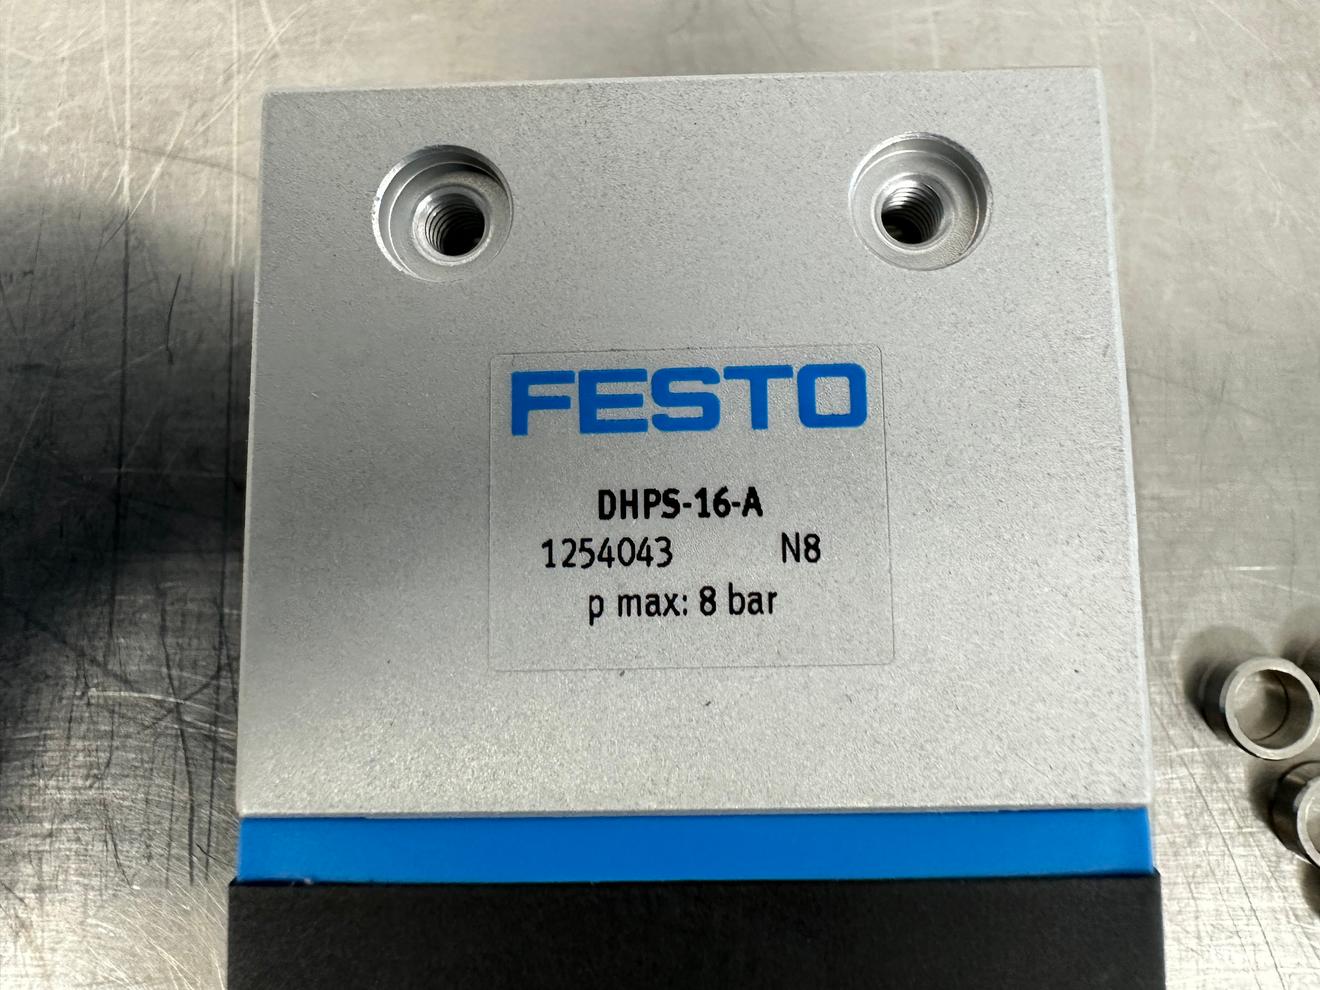 FESTO
DHPS-16-A
1254043 N8
p max: 8 bar